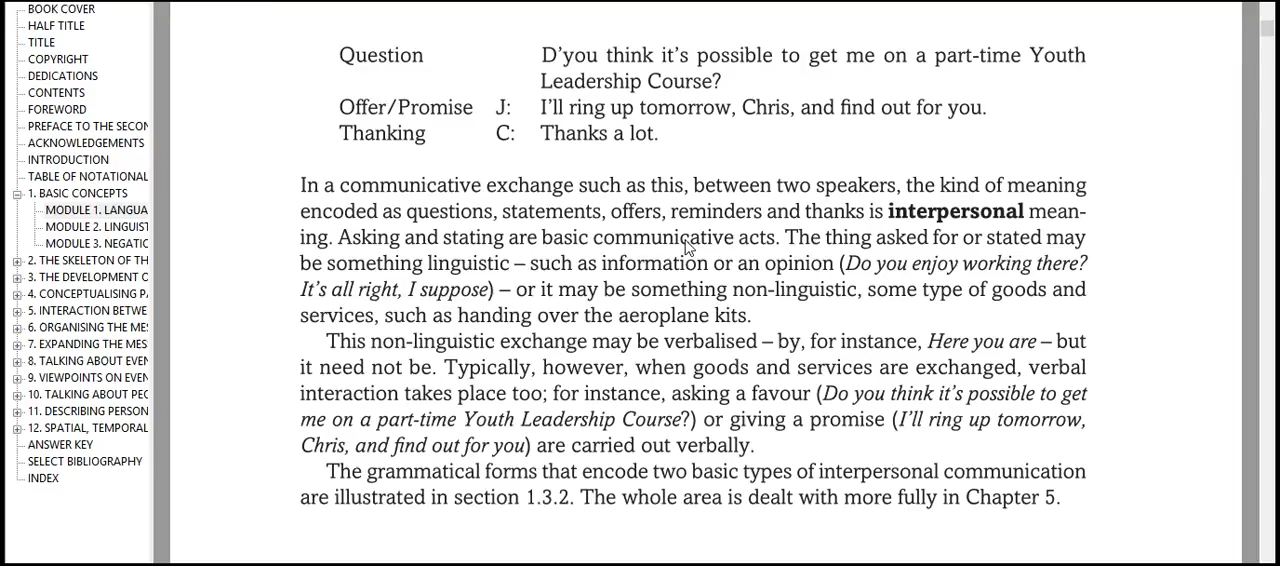 BOOK COVER
HALF TITLE
TITLE
COPYRIGHT
DEDICATIONS
CONTENTS
FOREWORD
PREFACE TO THE SECON
ACKNOWLEDGEMENTS
INTRODUCTION
TABLE OF NOTATIONAL
1. BASIC CONCEPTS
MODULE 1. LANGUA
MODULE 2. LINGUIST
MODULE 3. NEGATIC
2. THE SKELETON OF TH
3. THE DEVELOPMENT O
4. CONCEPTUALISING P
5. INTERACTION BETWE
6. ORGANISING THE MES
7. EXPANDING THE MES
8. TALKING ABOUT EVEN
9. VIEWPOINTS ON EVEN
10. TALKING ABOUT PEO
11. DESCRIBING PERSON
12. SPATIAL, TEMPORAL
ANSWER KEY
SELECT BIBLIOGRAPHY
INDEX
Question D'you think it's possible to get me on a part-time Youth
Leadership Course?
Offer/Promise J: I'll ring up tomorrow, Chris, and find out for you.
Thanking C: Thanks a lot.
In a communicative exchange such as this, between two speakers, the kind of meaning
encoded as questions, statements, offers, reminders and thanks is interpersonal mean-
ing. Asking and stating are basic communicative acts. The thing asked for or stated may
be something linguistic – such as information or an opinion (Do you enjoy working there?
It's all right, I suppose) – or it may be something non-linguistic, some type of goods and
services, such as handing over the aeroplane kits.
This non-linguistic exchange may be verbalised – by, for instance, Here you are – but
it need not be. Typically, however, when goods and services are exchanged, verbal
interaction takes place too; for instance, asking a favour (Do you think it's possible to get
me on a part-time Youth Leadership Course?) or giving a promise (I'll ring up tomorrow,
Chris, and find out for you) are carried out verbally.
The grammatical forms that encode two basic types of interpersonal communication
are illustrated in section 1.3.2. The whole area is dealt with more fully in Chapter 5.